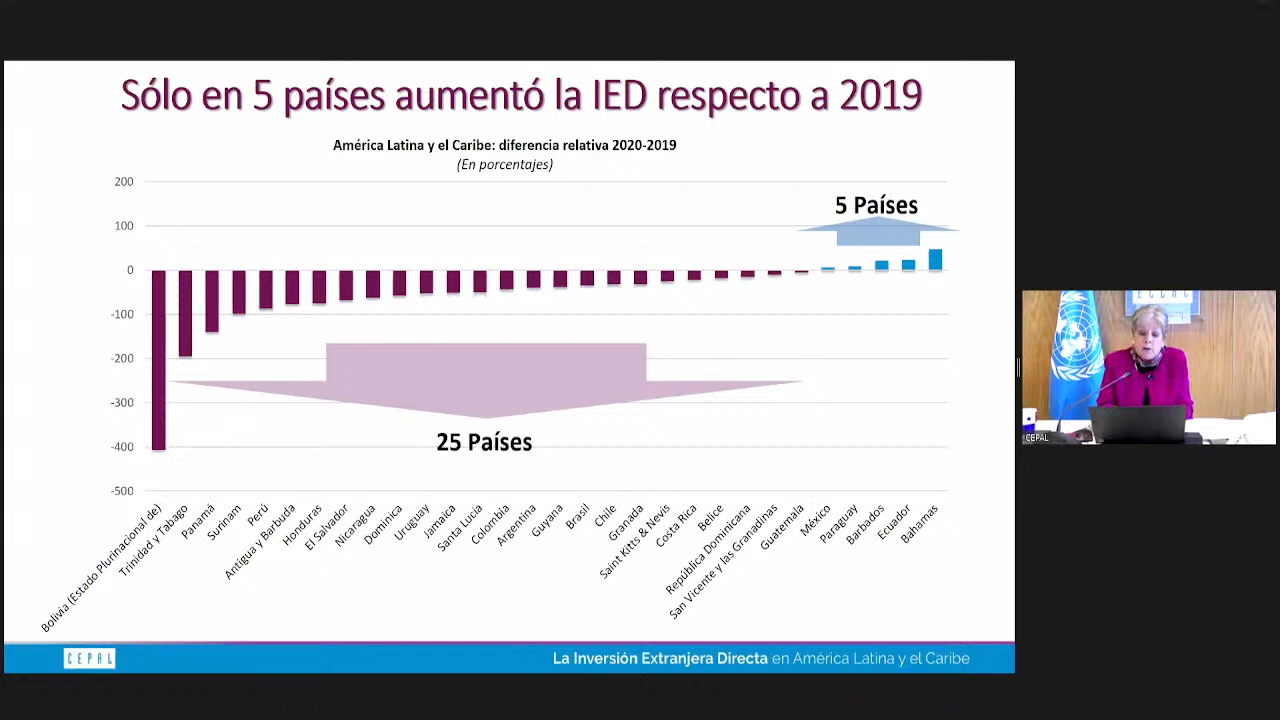 Sólo en 5 países aumentó la IED respecto a 2019
América Latina y el Caribe: diferencia relativa 2020-2019
(En porcentajes)
200
100
0
-100
-200
-300
-400
-500
5 Países
25 Países
Bolivia (Estado Plurinacional de)
Trinidad y Tabago
Panamá
Surinam
Perú
Antigua y Barbuda
Honduras
El Salvador
Nicaragua
Dominica
Uruguay
Jamaica
Santa Lucía
Colombia
Argentina
Guyana
Brasil
Chile
Granada
Saint Kitts & Nevis
Costa Rica
Belice
República Dominicana
San Vicente y las Granadinas
Guatemala
México
Paraguay
Barbados
Ecuador
Bahamas
CEPAL
La Inversión Extranjera Directa en América Latina y el Caribe
CEPAL